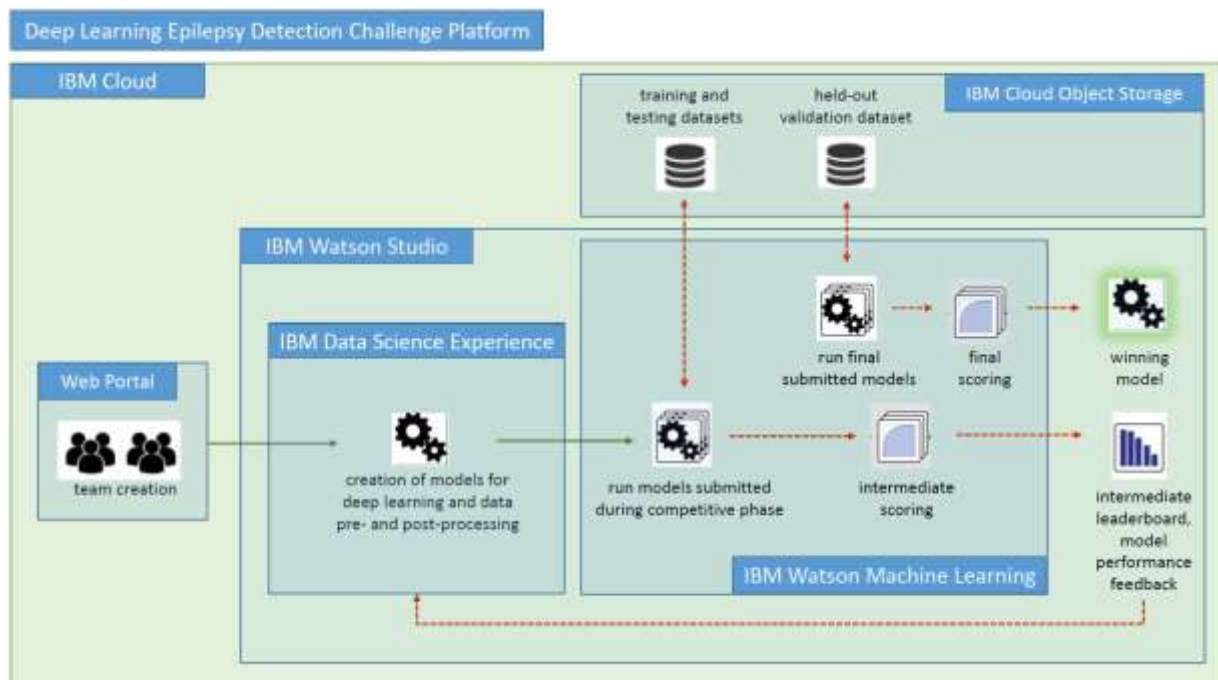 Deep Learning Epilepsy Detection Challenge Platform
IBM Cloud
training and
testing datasets
held-out
validation dataset
IBM Cloud Object Storage
IBM Watson Studio
IBM Data Science Experience
run final
submitted models
final
scoring
winning
model
Web Portal
team creation
creation of models for
deep learning and data
pre- and post-processing
run models submitted
during competitive phase
intermediate
scoring
intermediate
leaderboard,
model
performance
feedback
IBM Watson Machine Learning